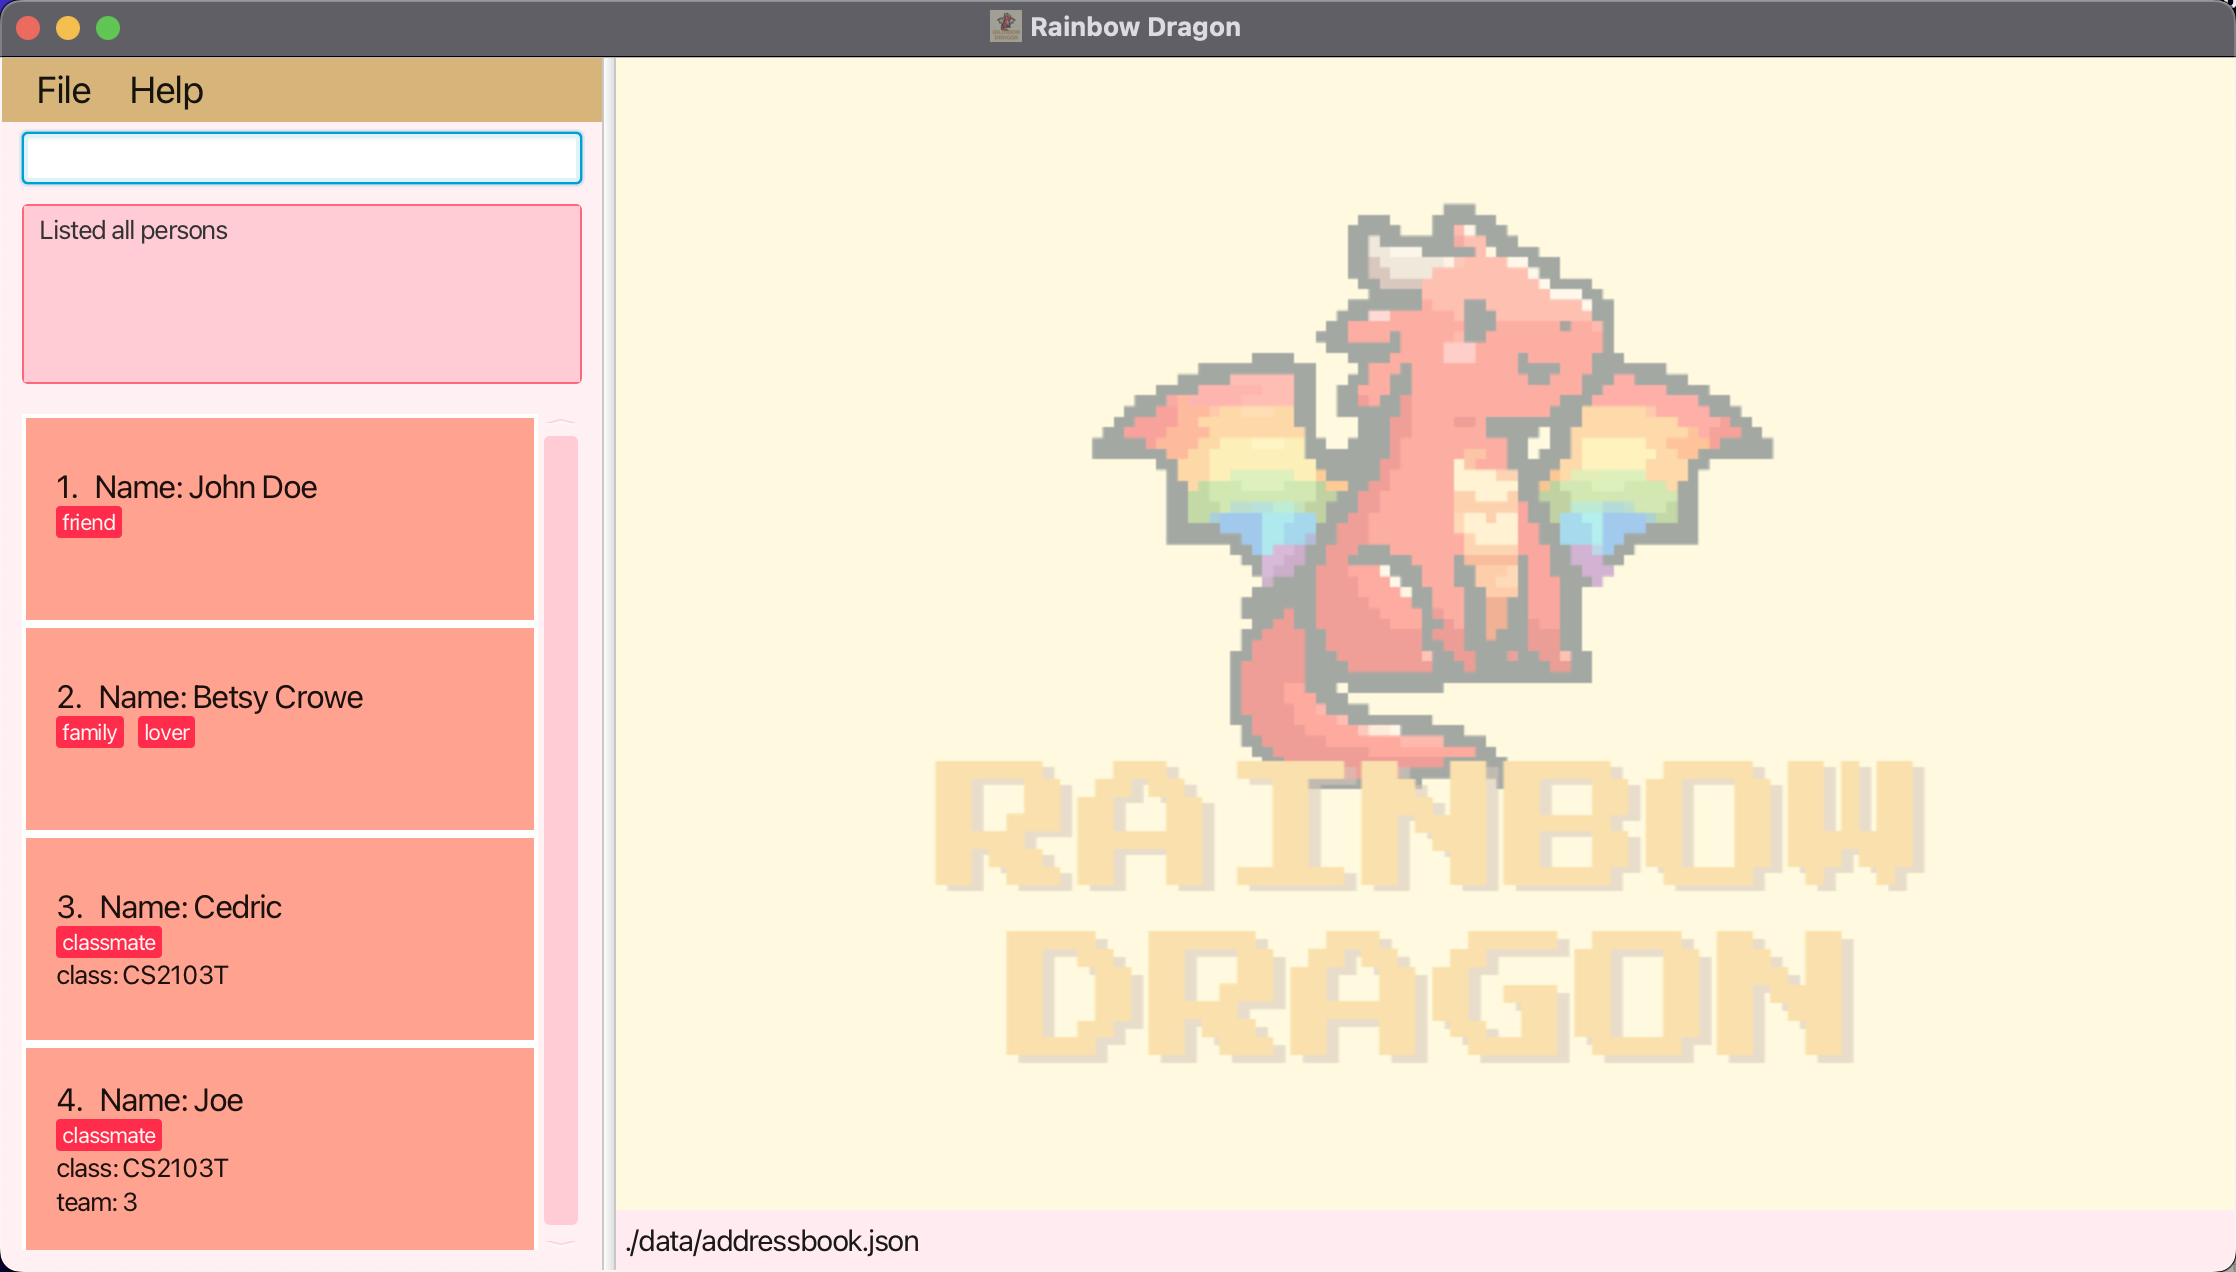 Rainbow Dragon
File Help
Listed all persons
1. Name: John Doe
friend
2. Name: Betsy Crowe
family lover
3. Name: Cedric
classmate
class: CS2103T
4. Name: Joe
classmate
class: CS2103T
team: 3
RAINBOW
DRAGON
./data/addressbook.json